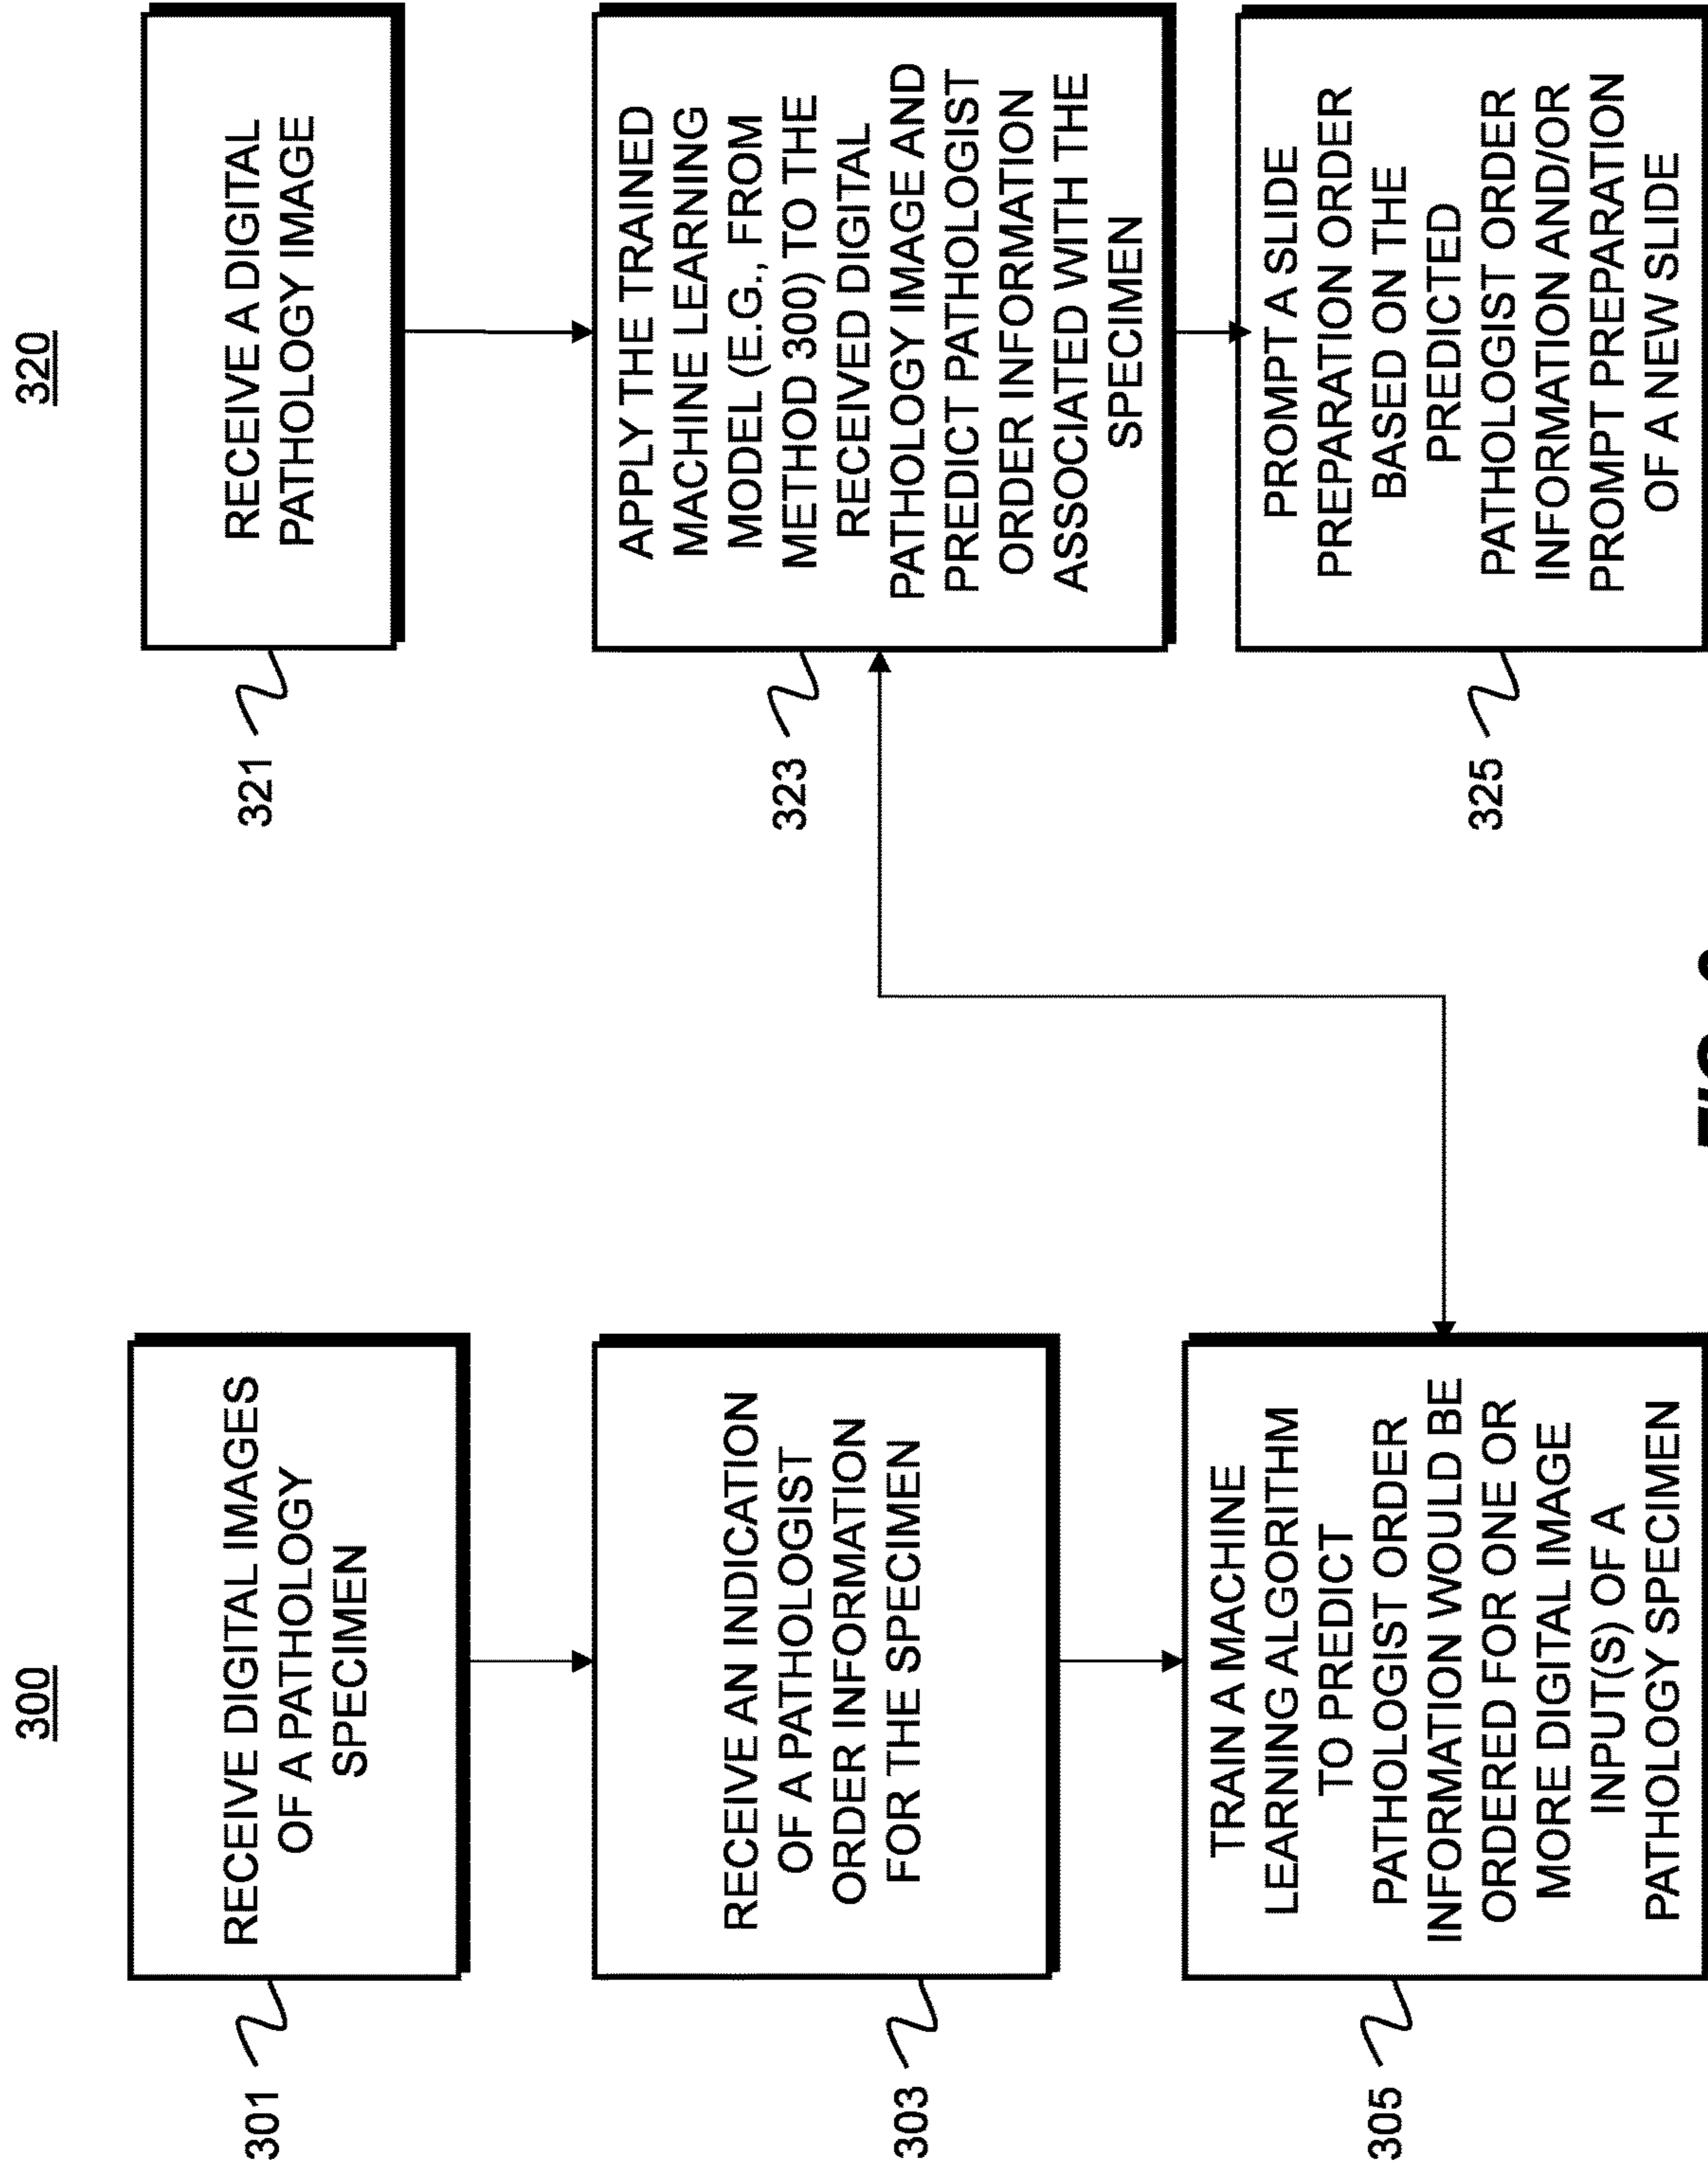 300
301
RECEIVE DIGITAL IMAGES
OF A PATHOLOGY
SPECIMEN
303
RECEIVE AN INDICATION
OF A PATHOLOGIST
ORDER INFORMATION
FOR THE SPECIMEN
305
TRAIN A MACHINE
LEARNING ALGORITHM
TO PREDICT
PATHOLOGIST ORDER
INFORMATION WOULD BE
ORDERED FOR ONE OR
MORE DIGITAL IMAGE
INPUT(S) OF A
PATHOLOGY SPECIMEN
320
321
RECEIVE A DIGITAL
PATHOLOGY IMAGE
323
APPLY THE TRAINED
MACHINE LEARNING
MODEL (E.G., FROM
METHOD 300) TO THE
RECEIVED DIGITAL
PATHOLOGY IMAGE AND
PREDICT PATHOLOGIST
ORDER INFORMATION
ASSOCIATED WITH THE
SPECIMEN
325
PROMPT A SLIDE
PREPARATION ORDER
BASED ON THE
PREDICTED
PATHOLOGIST ORDER
INFORMATION AND/OR
PROMPT PREPARATION
OF A NEW SLIDE